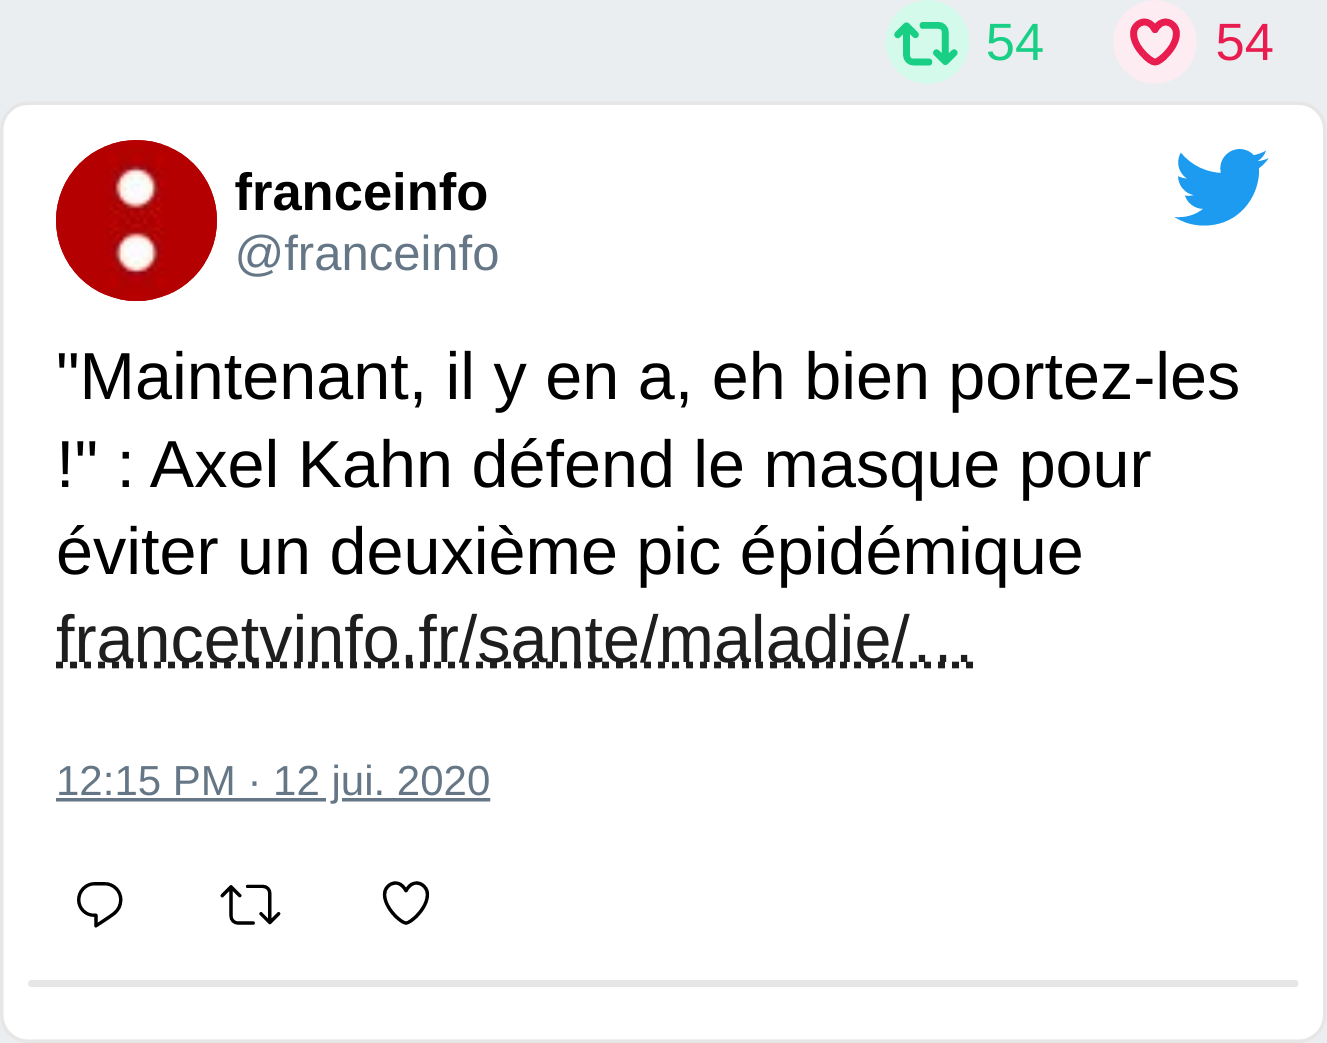 54 54
franceinfo
@franceinfo
"Maintenant, il y en a, eh bien portez-les
!" : Axel Kahn défend le masque pour
éviter un deuxième pic épidémique
francetvinfo.fr/sante/maladie/...
12:15 PM · 12 jui. 2020